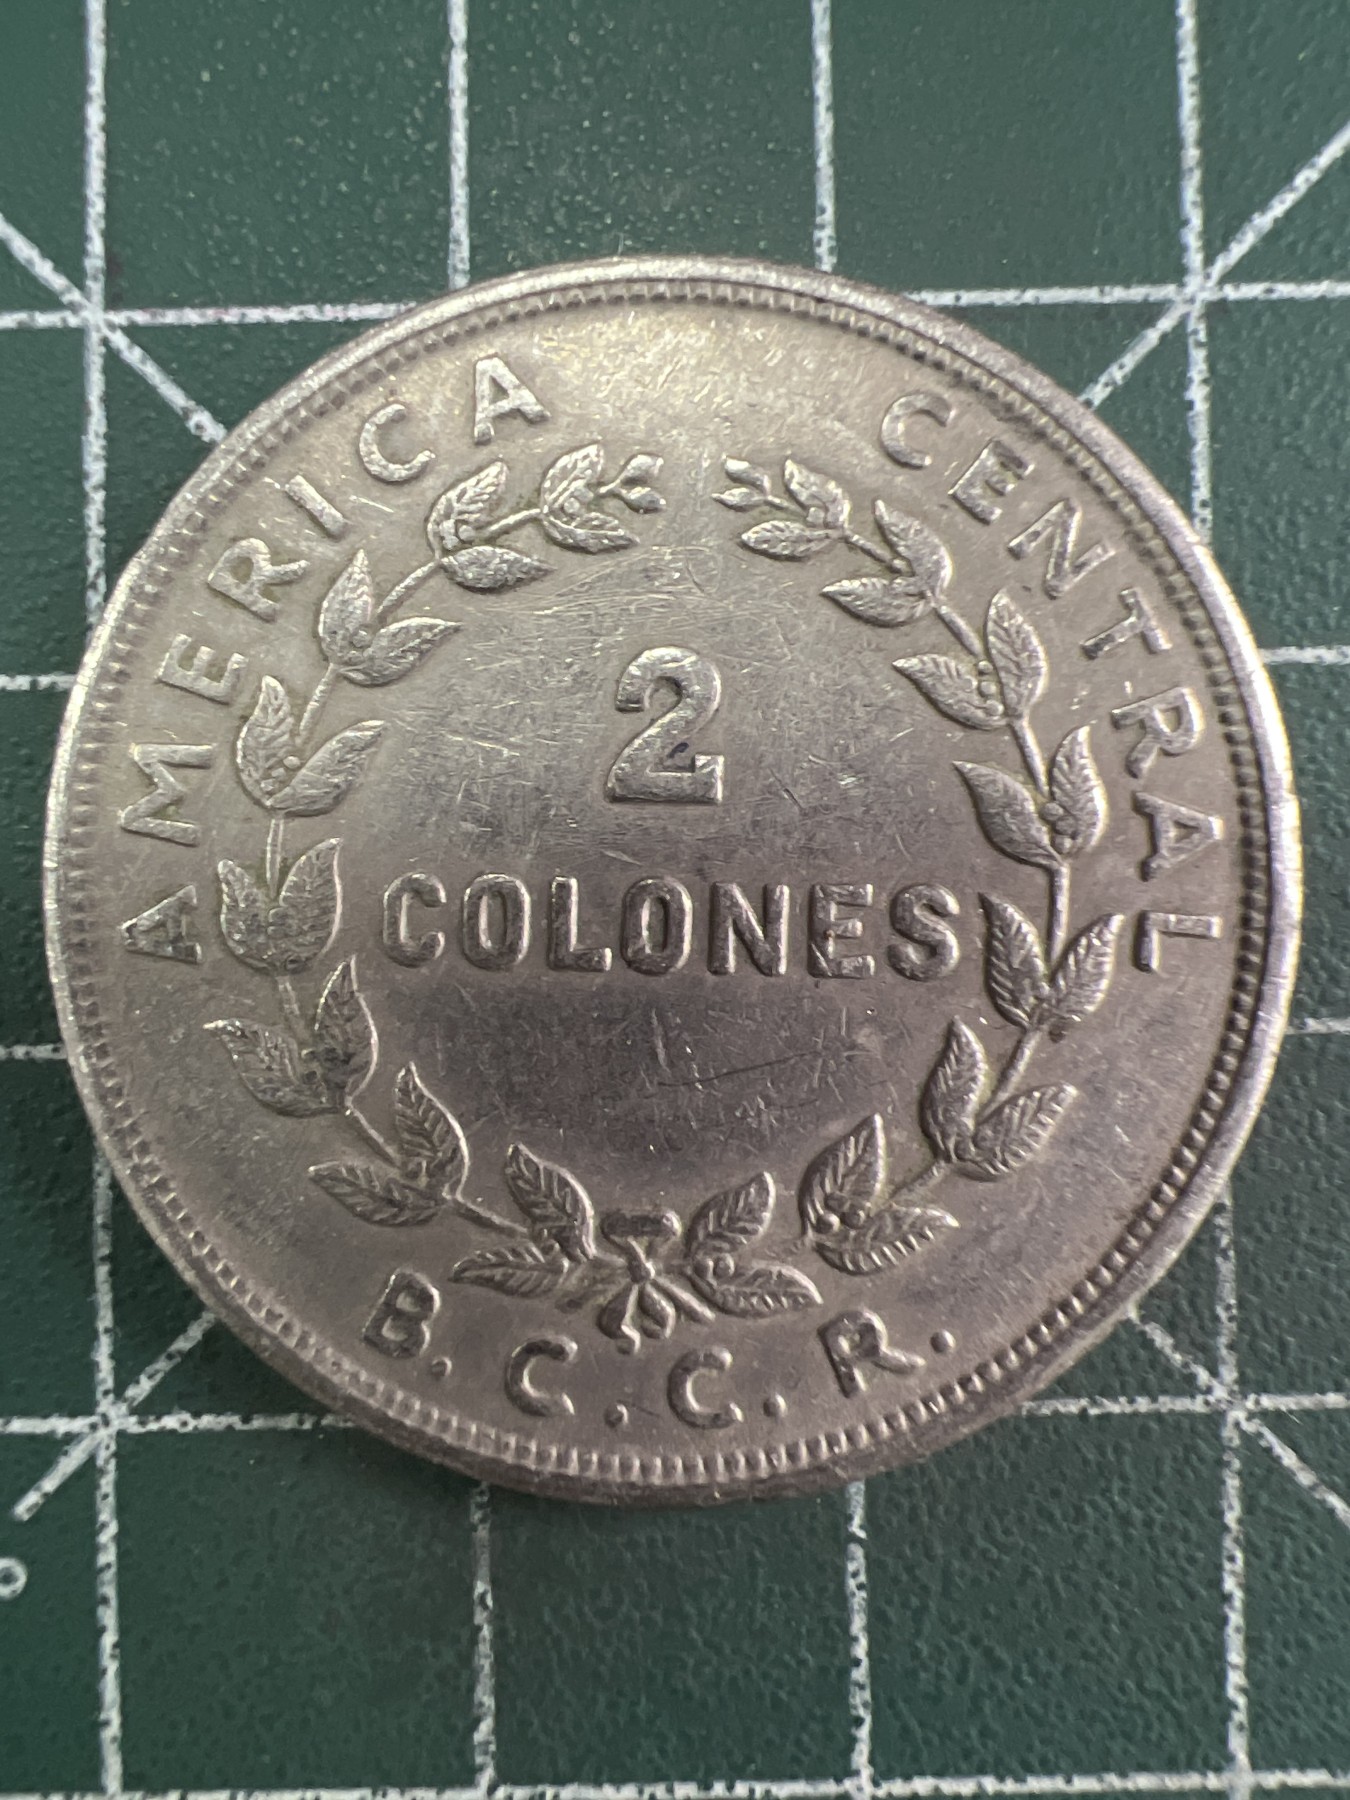 AMERICA CENTRAL
2
COLONES
B.C.C.R.